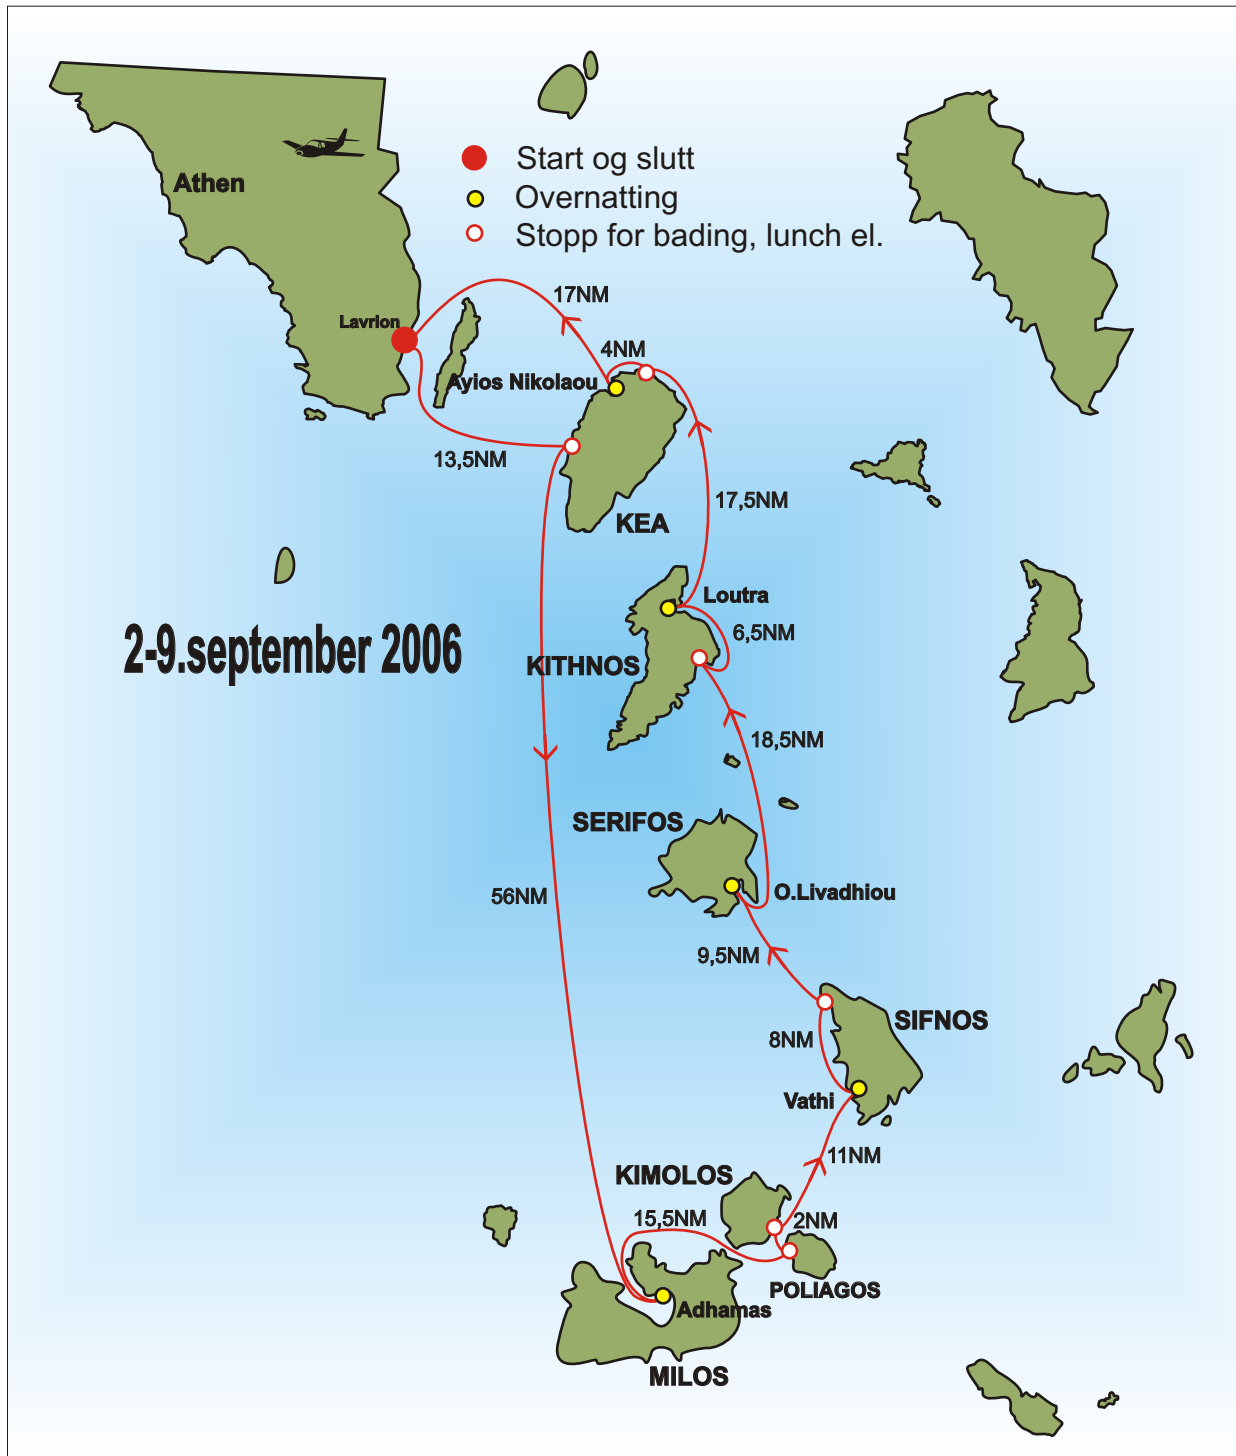 Athen
Start og slutt
Overnatting
Stopp for bading, lunch el.
17NM
Lavrion
4NM
Ayios Nikolaou
13,5NM
17,5NM
KEA
Loutra
6,5NM
2-9.september 2006
KITHNOS
18,5NM
SERIFOS
56NM
O.Livadhiou
9,5NM
SIFNOS
8NM
Vathi
11NM
KIMOLOS
15,5NM
2NM
POLIAGOS
Adhamas
MILOS